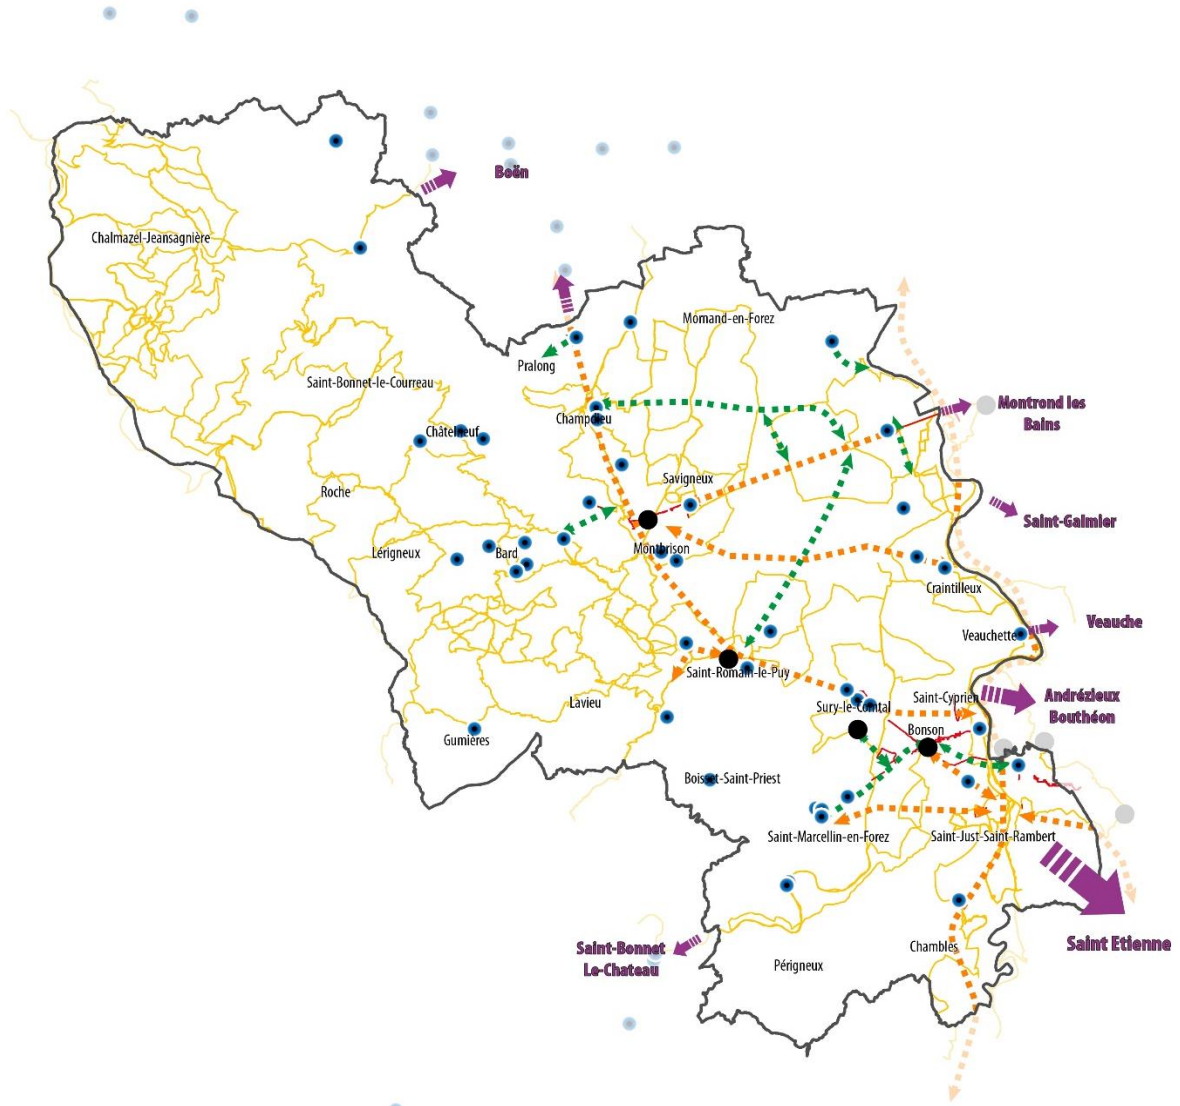 Boën
Chalmazel-Jeansagnière
Mornand-en-Forez
Pralong
Saint-Bonnet-le-Courreau
Montrond les
Bains
Champdieu
Châtelneuf
Savigneux
Roche
Saint-Galmier
Lérigneux
Bard
Montbrison
Craintilleux
Veauche
Veauchette
Saint-Romain-le-Puy
Lavieu
Saint-Cyprien
Andrézieux
Bouthéon
Sury-le-Comtal
Gumières
Bonson
Boisset-Saint-Priest
Saint-Marcellin-en-Forez
Saint-Just-Saint-Rambert
Saint Etienne
Saint-Bonnet
Le-Chateau
Chambles
Périgneux